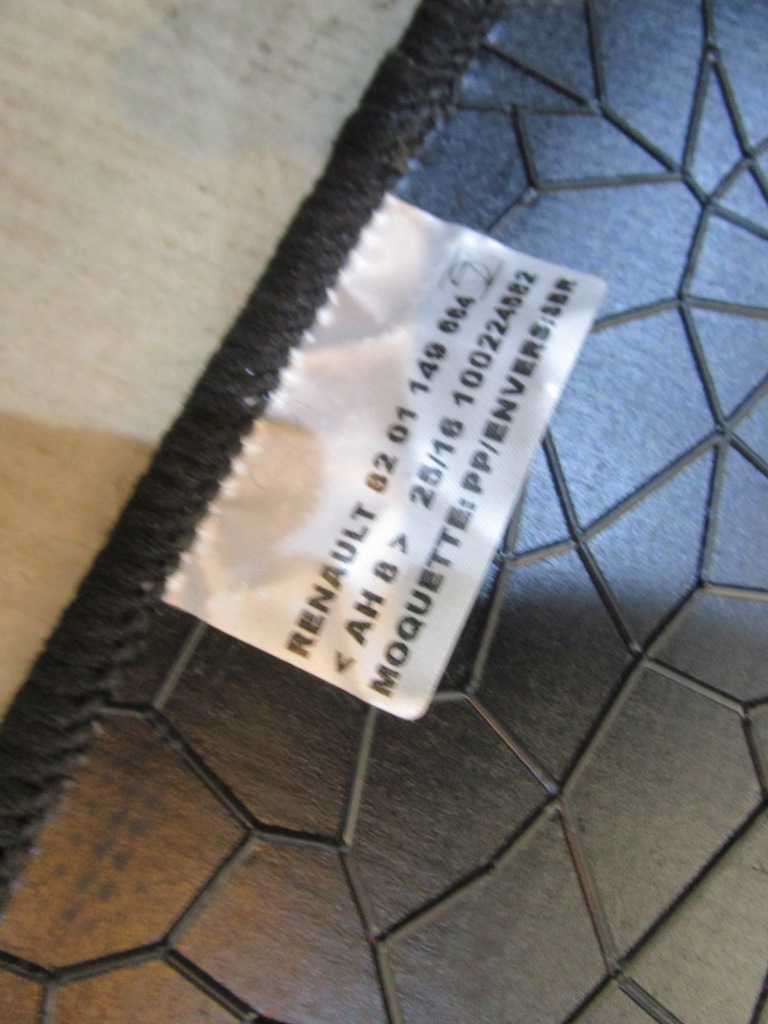 RENAULT 82 01 149 664
< AH 8 > 25/16 100224582
MOQUETTE: PP/ENVERS:SBR